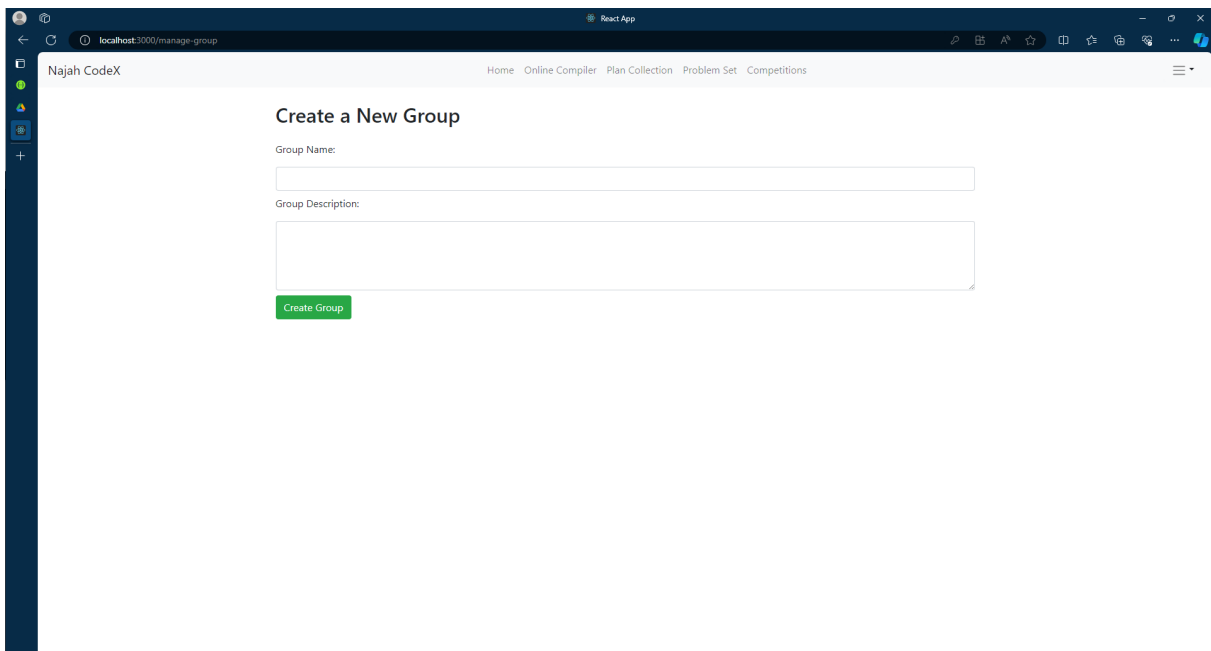 React App
localhost:3000/manage-group
Najah CodeX
Home Online Compiler Plan Collection Problem Set Competitions
Create a New Group
Group Name:
Group Description:
Create Group